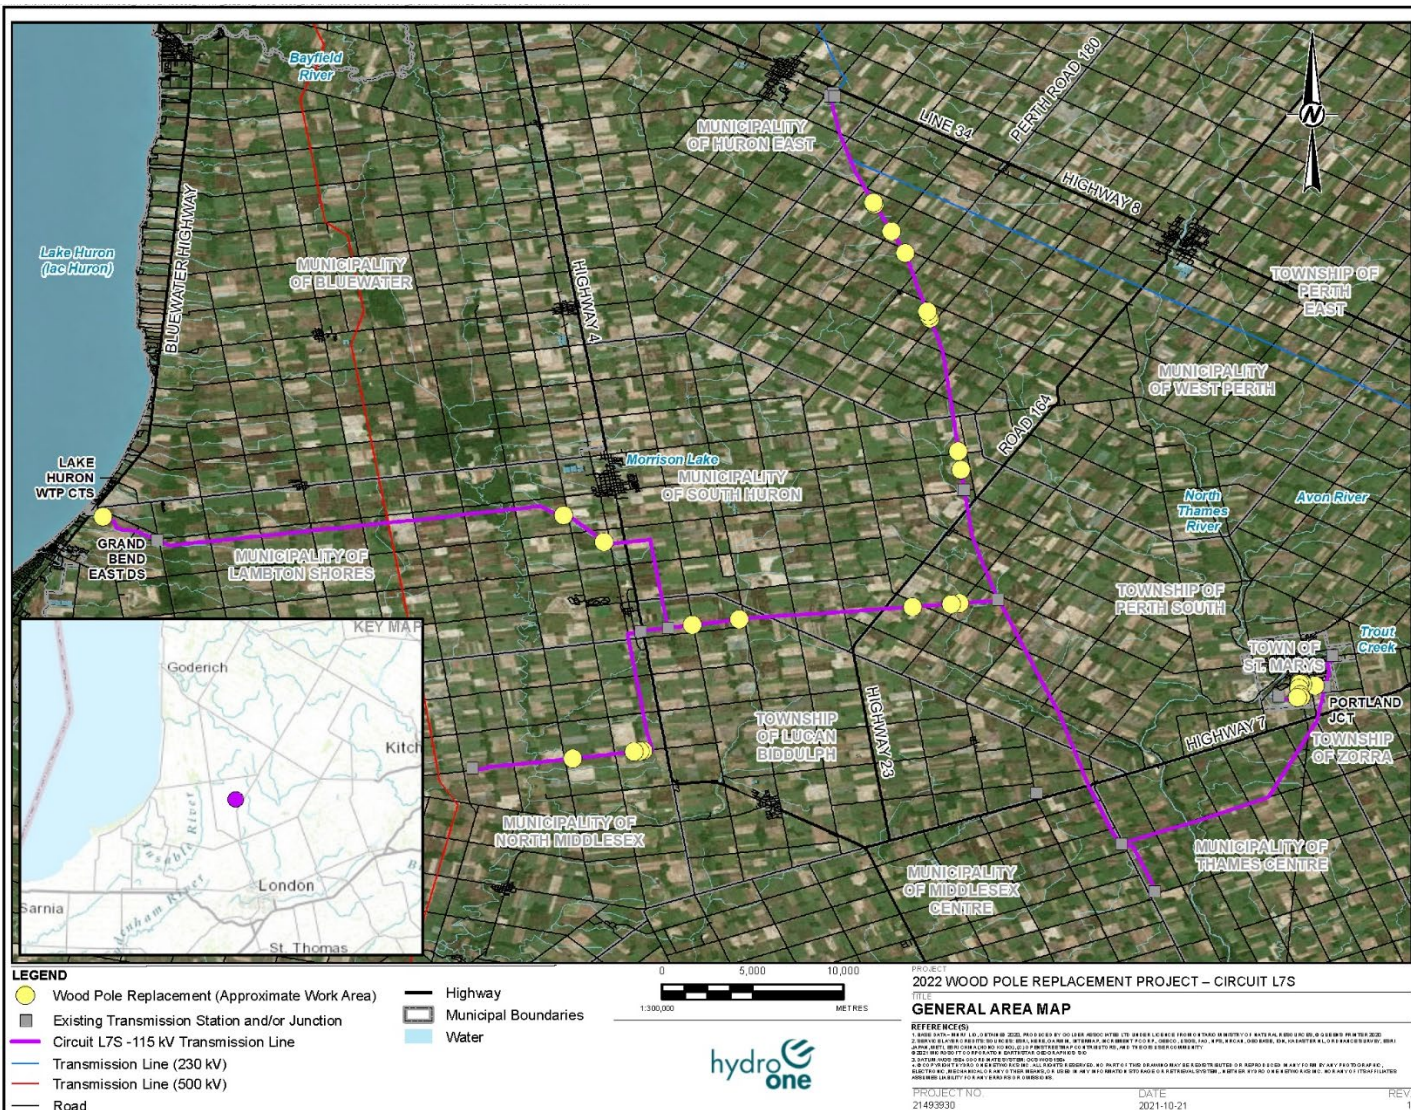 Bayfield
River
PERTH ROAD 180
MUNICIPALITY
OF HURON EAST
LINE 34
N
HIGHWAY 8
BLUEWATER HIGHWAY
Lake Huron
(lac Huron)
MUNICIPALITY
OF BLUEWATER
HIGHWAY 4
TOWNSHIP OF
PERTH
EAST
MUNICIPALITY
OF WEST PERTH
ROAD 164
LAKE
HURON
WTP CTS
Morrison Lake
MUNICIPALITY
OF SOUTH HURON
North
Thames
River
Avon River
GRAND
BEND
EAST DS
MUNICIPALITY OF
LAMBTON SHORES
TOWNSHIP OF
PERTH SOUTH
TOWN OF
ST. MARYS
Trout
Creek
PORTLAND
JCT
HIGHWAY 7
TOWNSHIP
OF ZORRA
HIGHWAY 23
TOWNSHIP
OF LUCAN
BIDDULPH
MUNICIPALITY OF
NORTH MIDDLESEX
MUNICIPALITY OF
THAMES CENTRE
MUNICIPALITY
OF MIDDLESEX
CENTRE
KEY MAP
Goderich
Kitch
London
Sarnia
St. Thomas
LEGEND
Wood Pole Replacement (Approximate Work Area)
Existing Transmission Station and/or Junction
Circuit L7S -115 kV Transmission Line
Transmission Line (230 kV)
Transmission Line (500 kV)
Road
Highway
Municipal Boundaries
Water
0 5,000 10,000
1:300,000 METRES
hydro
one
PROJECT
2022 WOOD POLE REPLACEMENT PROJECT – CIRCUIT L7S
TITLE
GENERAL AREA MAP
REFERENCE(S)
PROJECT NO. DATE REV.
21493930 2021-10-21 1